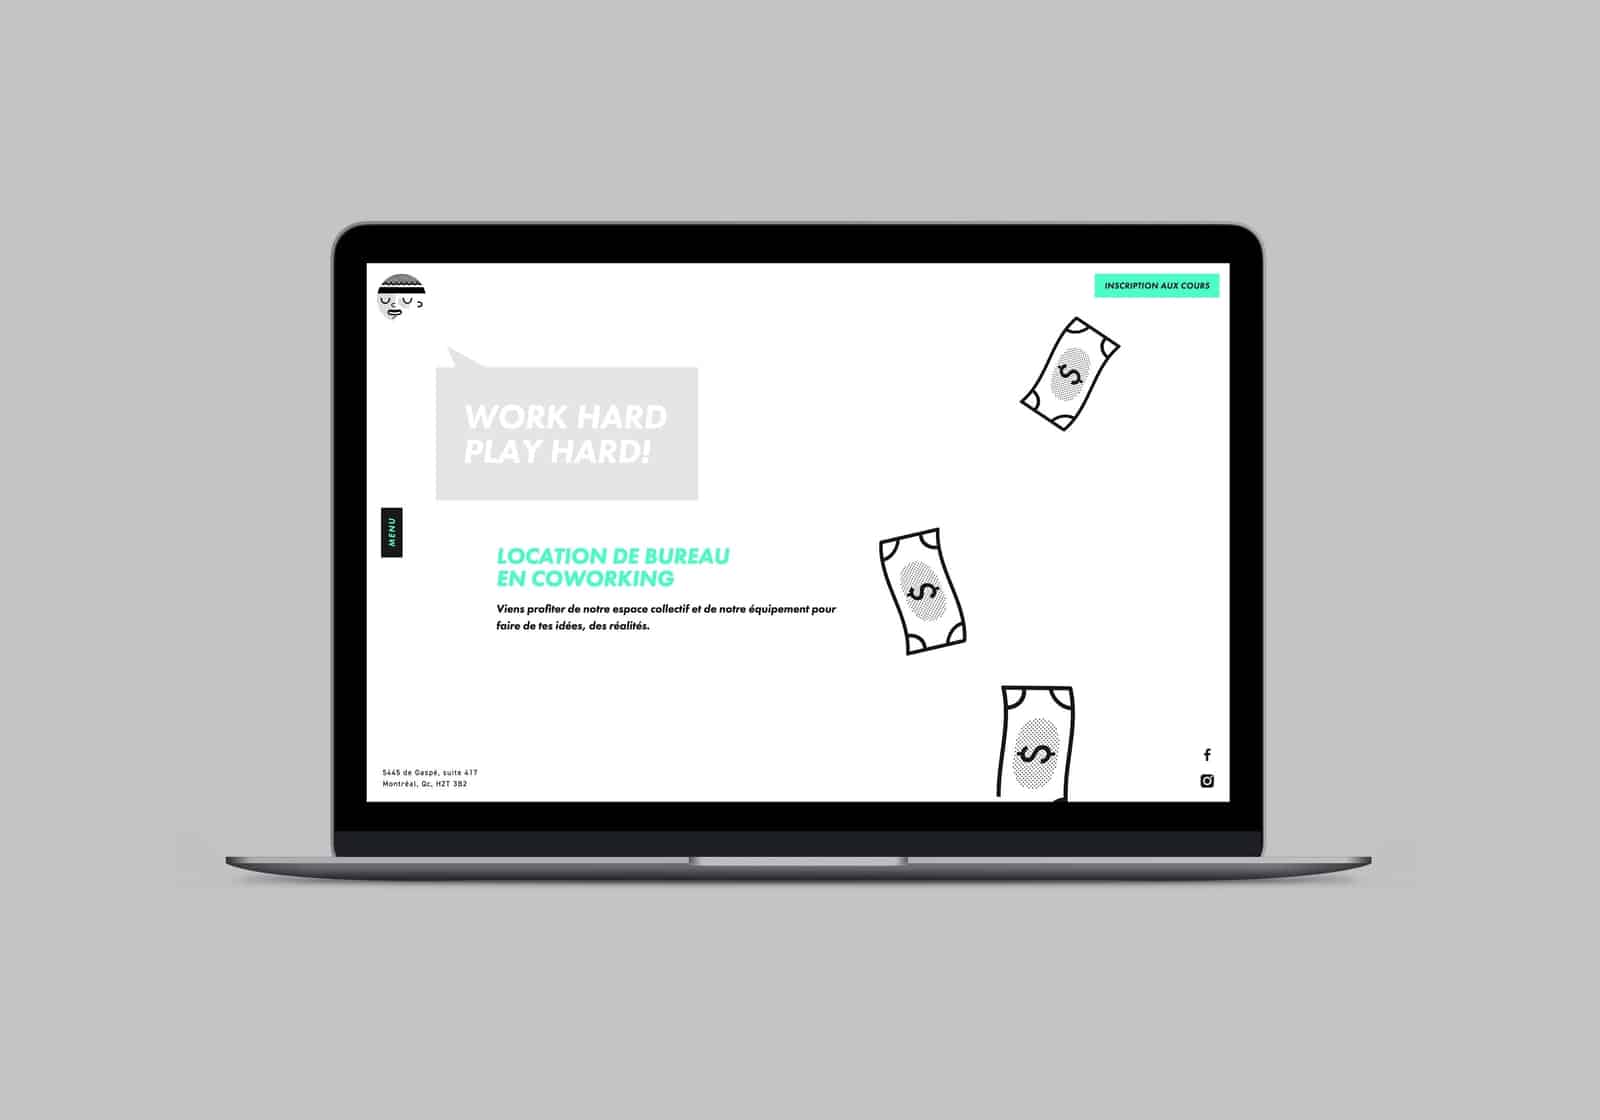 INSCRIPTION AUX COURS
WORK HARD
PLAY HARD!
MENU
LOCATION DE BUREAU
EN COWORKING
Viens profiter de notre espace collectif et de notre équipement pour
faire de tes idées, des réalités.
$
$
$
5445 de Gaspé, suite 417
Montréal, Qc, H2T 3B2